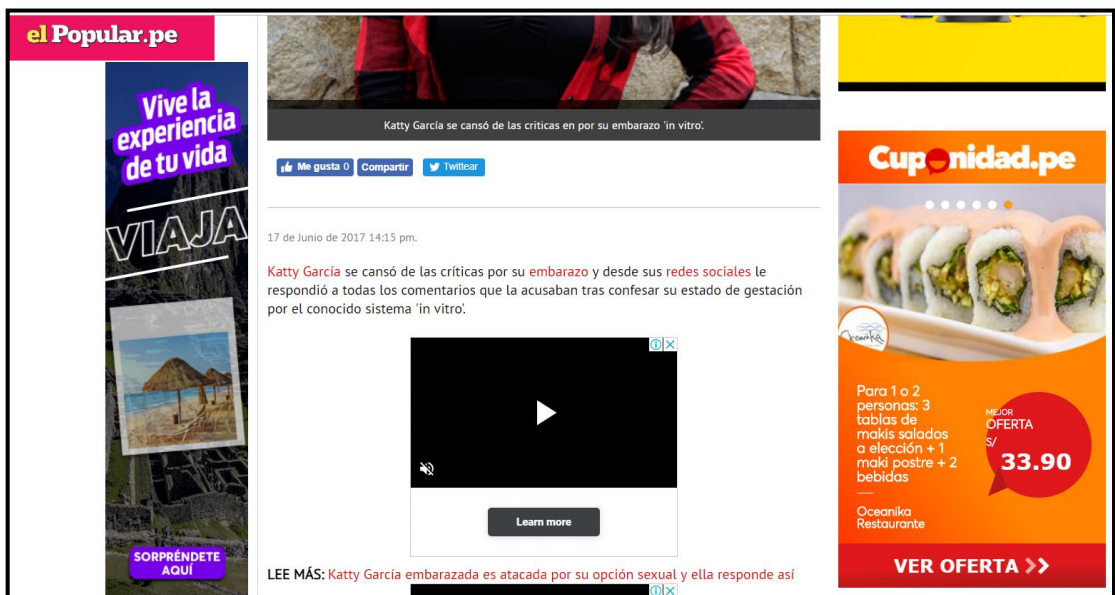 el Popular.pe
Vive la
experiencia
de tu vida
VIAJA
SORPRÉNDETE
AQUÍ
Katty García se cansó de las criticas en por su embarazo 'in vitro'.
Me gusta 0 Compartir Twittear
17 de Junio de 2017 14:15 pm.
Katty García se cansó de las críticas por su embarazo y desde sus redes sociales le
respondió a todas los comentarios que la acusaban tras confesar su estado de gestación
por el conocido sistema 'in vitro'.
Learn more
LEE MÁS: Katty García embarazada es atacada por su opción sexual y ella responde así
Cuponidad.pe
Oceanika
Para 1 o 2
personas: 3
tablas de
makis salados
a elección + 1
maki postre + 2
bebidas
Oceanika
Restaurante
MEJOR
OFERTA
S/
33.90
VER OFERTA